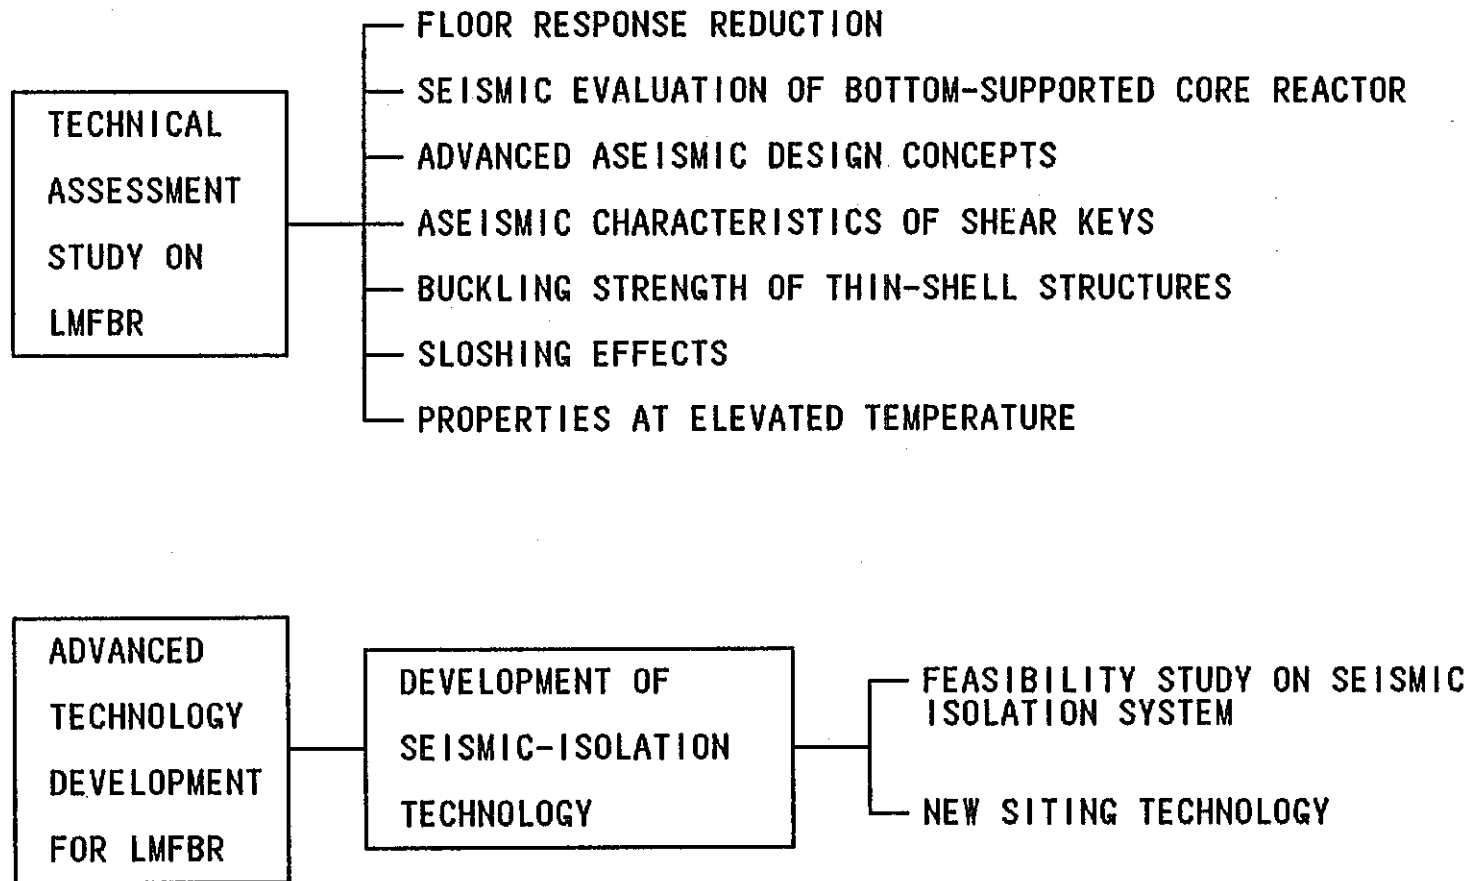 FLOOR RESPONSE REDUCTION
SEISMIC EVALUATION OF BOTTOM-SUPPORTED CORE REACTOR
TECHNICAL
ASSESSMENT
STUDY ON
LMFBR
ADVANCED ASEISMIC DESIGN CONCEPTS
ASEISMIC CHARACTERISTICS OF SHEAR KEYS
BUCKLING STRENGTH OF THIN-SHELL STRUCTURES
SLOSHING EFFECTS
PROPERTIES AT ELEVATED TEMPERATURE
ADVANCED
TECHNOLOGY
DEVELOPMENT
FOR LMFBR
DEVELOPMENT OF
SEISMIC-ISOLATION
TECHNOLOGY
FEASIBILITY STUDY ON SEISMIC
ISOLATION SYSTEM
NEW SITING TECHNOLOGY